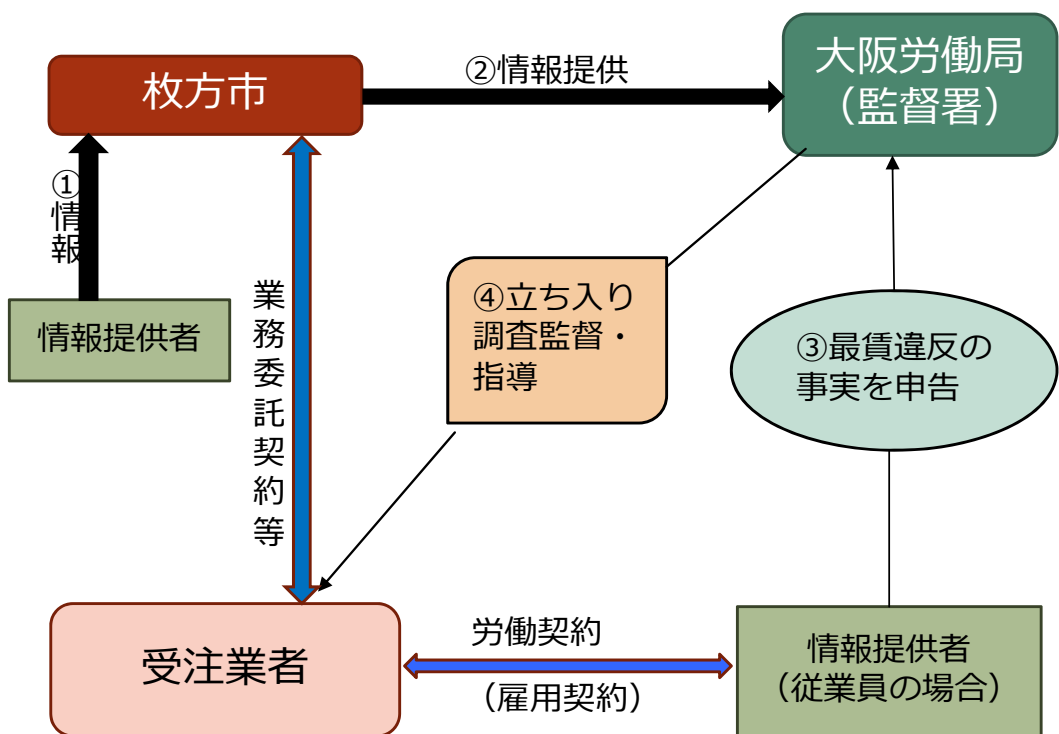 枚方市
②情報提供
大阪労働局
(監督署)
①情報
情報提供者
業務委託契約等
④立ち入り
調査監督・
指導
③最賃違反の
事実を申告
受注業者
労働契約
(雇用契約)
情報提供者
(従業員の場合)